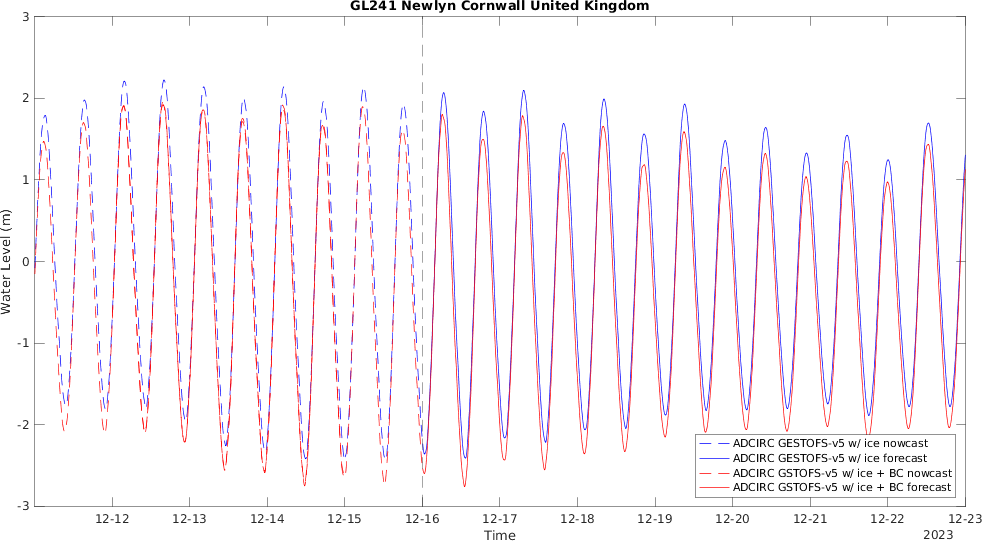 GL241 Newlyn Cornwall United Kingdom
3
2
1
0
-1
-2
-3
Water Level (m)
ADCIRC GESTOFS-v5 w/ ice nowcast
ADCIRC GESTOFS-v5 w/ ice forecast
ADCIRC GSTOFS-v5 w/ ice + BC nowcast
ADCIRC GSTOFS-v5 w/ ice + BC forecast
12-12 12-13 12-14 12-15 12-16 12-17 12-18 12-19 12-20 12-21 12-22 12-23
Time
2023